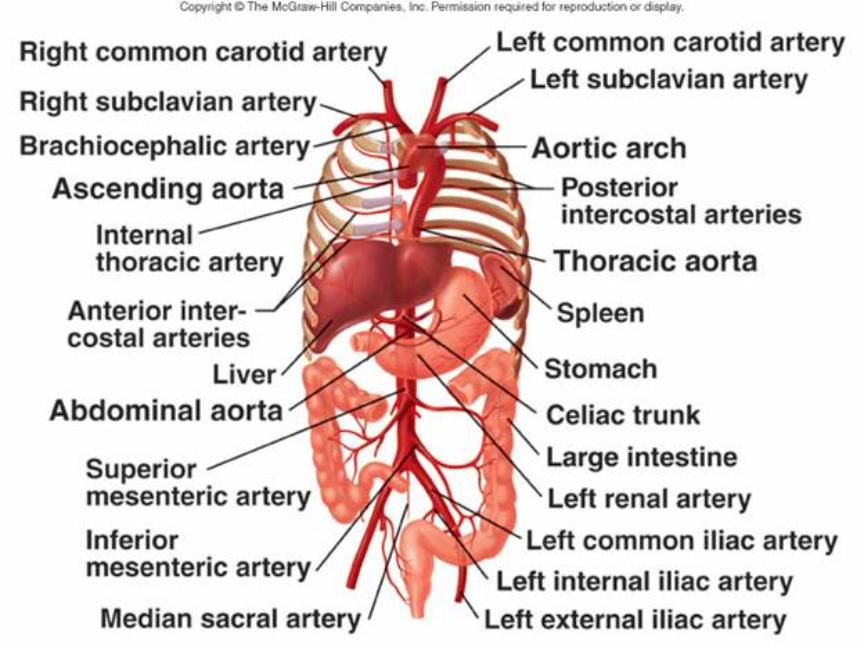 Copyright © The McGraw-Hill Companies, Inc. Permission required for reproduction or display.
Right common carotid artery
Right subclavian artery
Brachiocephalic artery
Ascending aorta
Internal
thoracic artery
Anterior inter-
costal arteries
Liver
Abdominal aorta
Superior
mesenteric artery
Inferior
mesenteric artery
Median sacral artery
Left common carotid artery
Left subclavian artery
Aortic arch
Posterior
intercostal arteries
Thoracic aorta
Spleen
Stomach
Celiac trunk
Large intestine
Left renal artery
Left common iliac artery
Left internal iliac artery
Left external iliac artery